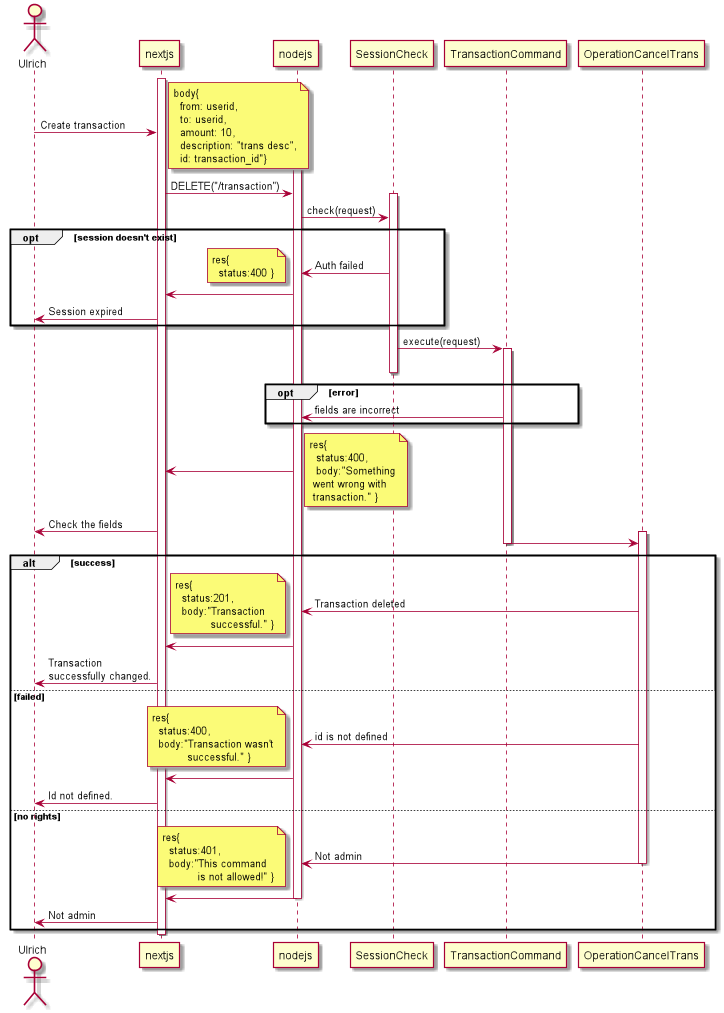 Ulrich
nextjs
nodejs
SessionCheck
TransactionCommand
OperationCancelTrans
body{
from: userid,
to: userid,
amount: 10,
description: "trans desc",
id: transaction_id"}
Create transaction
DELETE("/transaction")
check(request)
opt
[session doesn't exist]
res{
status:400 }
Auth failed
Session expired
execute(request)
opt
[error]
fields are incorrect
res{
status:400,
body:"Something
went wrong with
transaction." }
Check the fields
alt
[success]
res{
status:201,
body:"Transaction
successful." }
Transaction deleted
Transaction
successfully changed.
[failed]
res{
status:400,
body:"Transaction wasn't
successful." }
id is not defined
Id not defined.
[no rights]
res{
status:401,
body:"This command
is not allowed!" }
Not admin
Not admin
Ulrich
nextjs
nodejs
SessionCheck
TransactionCommand
OperationCancelTrans